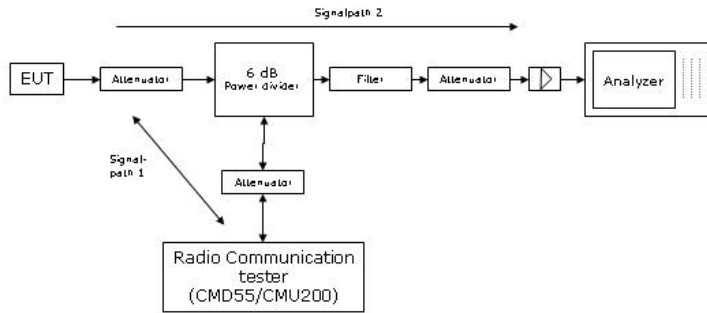 Signalpath 2
EUT
Attenuator
6 dB
Power divider
Filter
Attenuator
Analyzer
Signal-
path 1
Attenuator
Radio Communication
tester
(CMD55/CMU200)